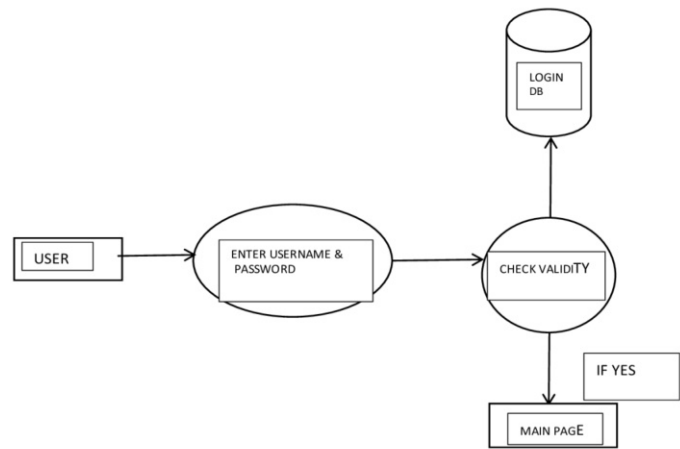 LOGIN
DB
USER
ENTER USERNAME &
PASSWORD
CHECK VALIDITY
IF YES
MAIN PAGE